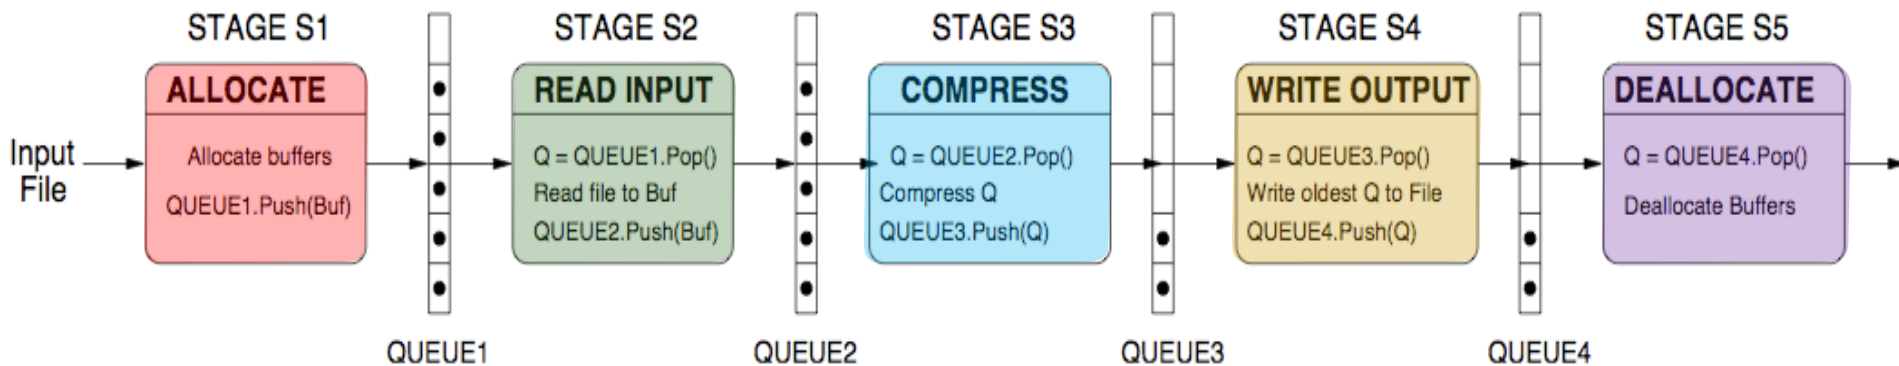 STAGE S1
STAGE S2
STAGE S3
STAGE S4
STAGE S5
Input
File
ALLOCATE
Allocate buffers
QUEUE1.Push(Buf)
READ INPUT
Q = QUEUE1.Pop()
Read file to Buf
QUEUE2.Push(Buf)
COMPRESS
Q = QUEUE2.Pop()
Compress Q
QUEUE3.Push(Q)
WRITE OUTPUT
Q = QUEUE3.Pop()
Write oldest Q to File
QUEUE4.Push(Q)
DEALLOCATE
Q = QUEUE4.Pop()
Deallocate Buffers
QUEUE1
QUEUE2
QUEUE3
QUEUE4